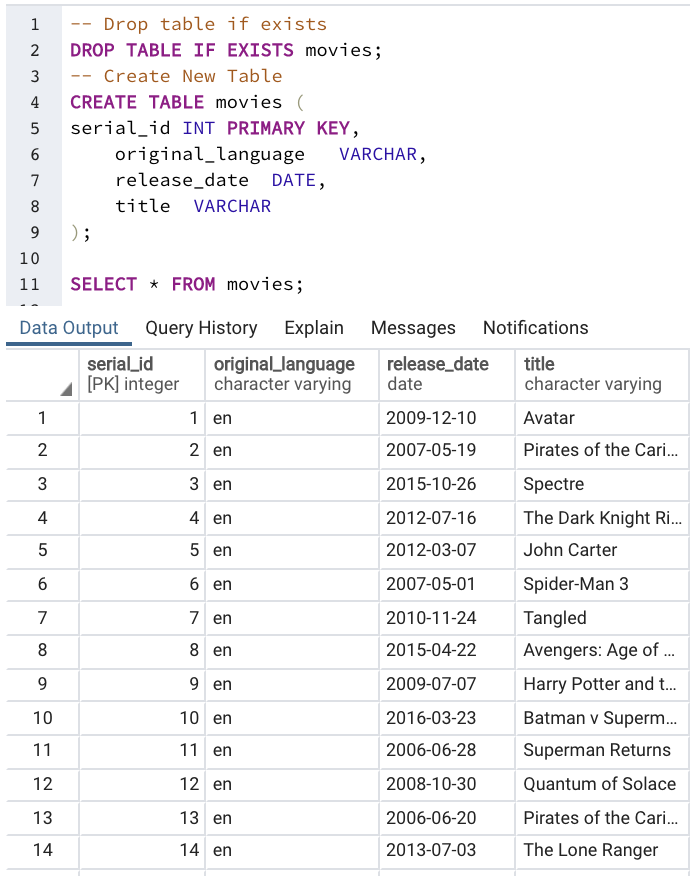 1 -- Drop table if exists
2 DROP TABLE IF EXISTS movies;
3 -- Create New Table
4 CREATE TABLE movies (
5 serial_id INT PRIMARY KEY,
6 original_language VARCHAR,
7 release_date DATE,
8 title VARCHAR
9 );
10
11 SELECT * FROM movies;
Data Output Query History Explain Messages Notifications
serial_id original_language release_date title
[PK] integer character varying date character varying
1 1 en 2009-12-10 Avatar
2 2 en 2007-05-19 Pirates of the Cari...
3 3 en 2015-10-26 Spectre
4 4 en 2012-07-16 The Dark Knight Ri...
5 5 en 2012-03-07 John Carter
6 6 en 2007-05-01 Spider-Man 3
7 7 en 2010-11-24 Tangled
8 8 en 2015-04-22 Avengers: Age of ...
9 9 en 2009-07-07 Harry Potter and t...
10 10 en 2016-03-23 Batman v Superm...
11 11 en 2006-06-28 Superman Returns
12 12 en 2008-10-30 Quantum of Solace
13 13 en 2006-06-20 Pirates of the Cari...
14 14 en 2013-07-03 The Lone Ranger